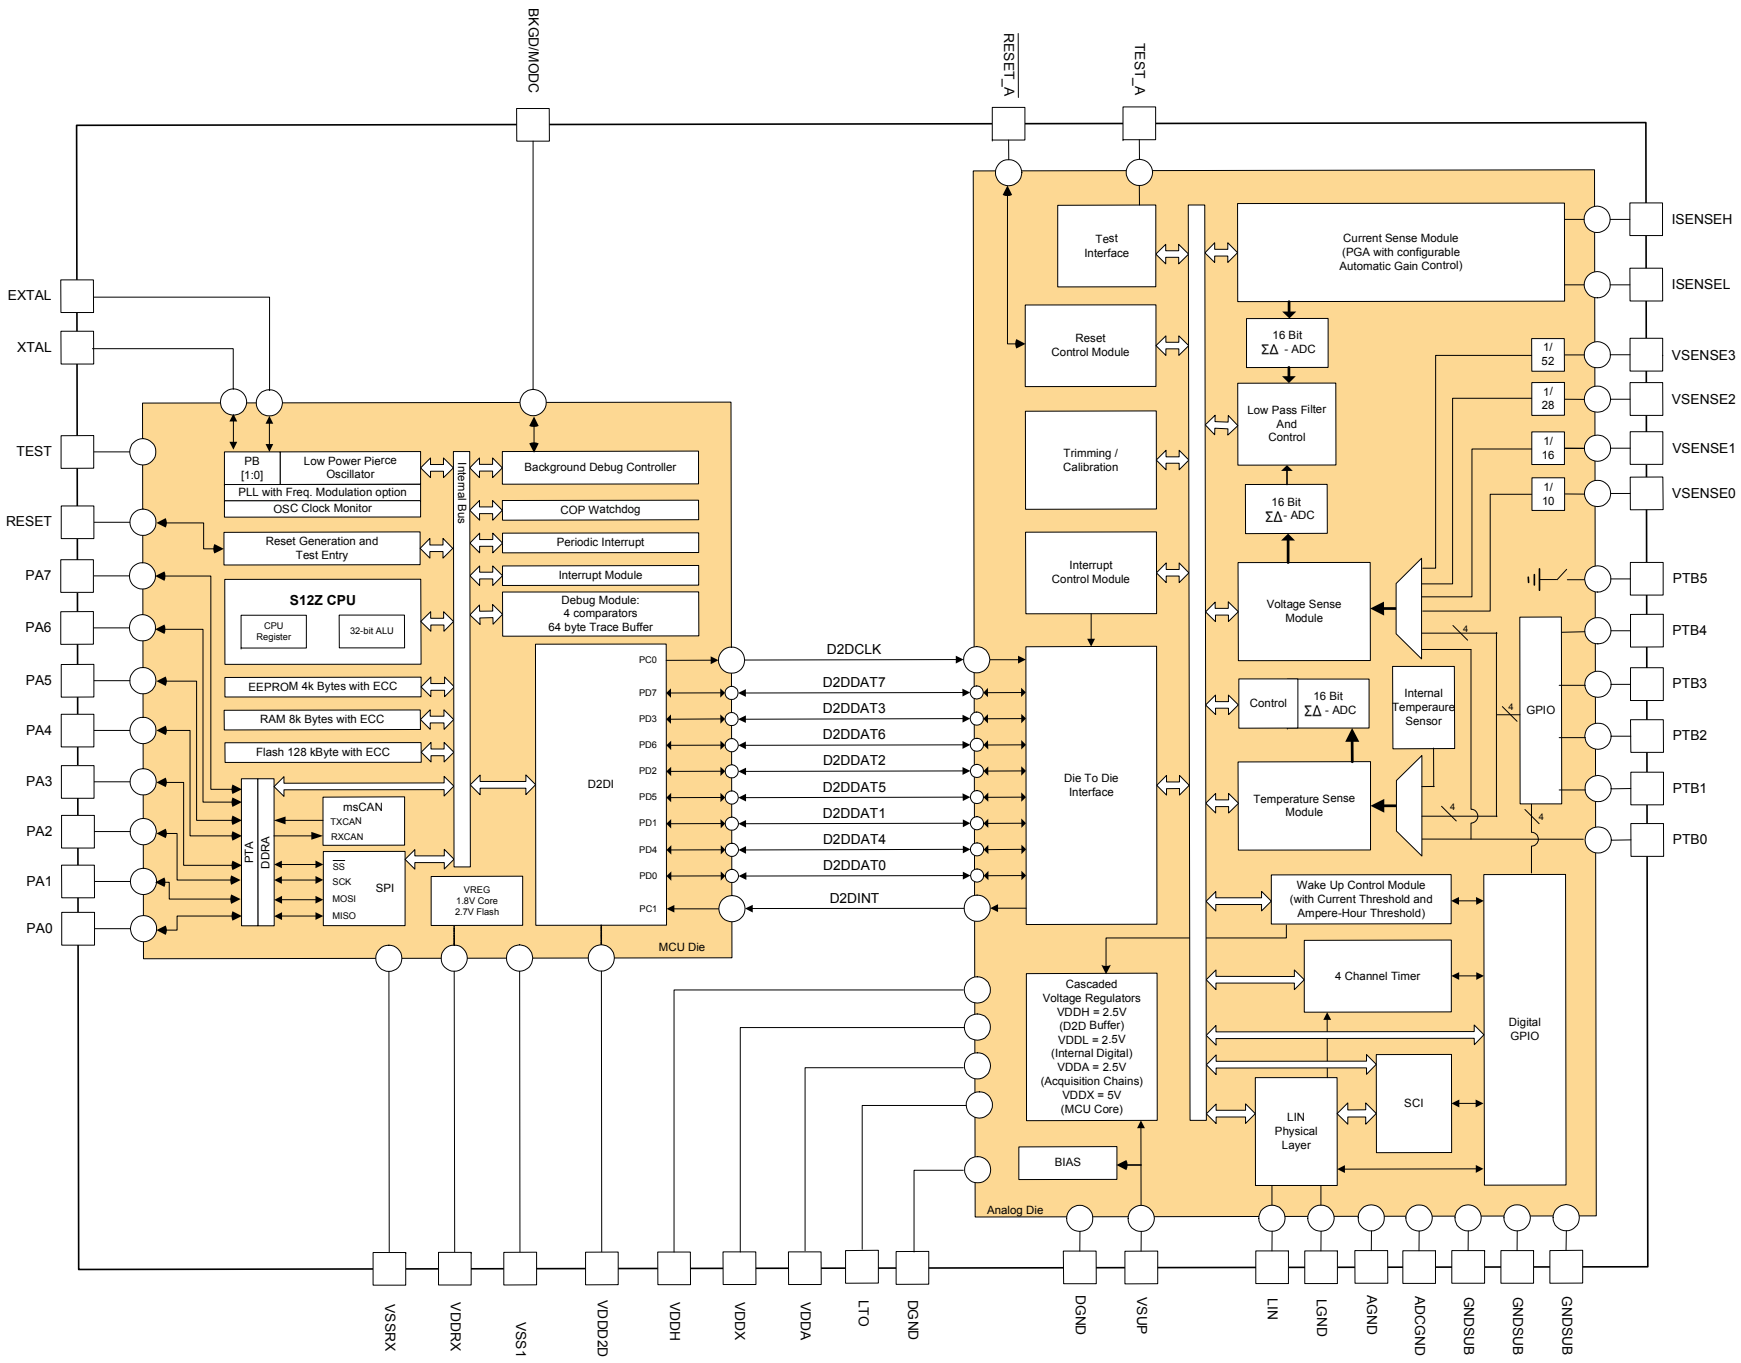 BKGD/MODC
RESET_A
TEST_A
EXTAL
XTAL
TEST
RESET
PA7
PA6
PA5
PA4
PA3
PA2
PA1
PA0
PB
[1:0]
Low Power Pierce
Oscillator
PLL with Freq. Modulation option
OSC Clock Monitor
Reset Generation and
Test Entry
S12Z CPU
CPU
Register
32-bit ALU
EEPROM 4k Bytes with ECC
RAM 8k Bytes with ECC
Flash 128 kByte with ECC
PTA
DDRA
msCAN
TXCAN
RXCAN
SS
SCK
MOSI
MISO
SPI
Internal Bus
Background Debug Controller
COP Watchdog
Periodic Interrupt
Interrupt Module
Debug Module:
4 comparators
64 byte Trace Buffer
VREG
1.8V Core
2.7V Flash
D2DI
PC0
PD7
PD3
PD6
PD2
PD5
PD1
PD4
PD0
PC1
MCU Die
D2DCLK
D2DDAT7
D2DDAT3
D2DDAT6
D2DDAT2
D2DDAT5
D2DDAT1
D2DDAT4
D2DDAT0
D2DINT
Test
Interface
Reset
Control Module
Trimming /
Calibration
Interrupt
Control Module
Die To Die
Interface
Cascaded
Voltage Regulators
VDDH = 2.5V
(D2D Buffer)
VDDL = 2.5V
(Internal Digital)
VDDA = 2.5V
(Acquisition Chains)
VDDX = 5V
(MCU Core)
BIAS
Analog Die
Current Sense Module
(PGA with configurable
Automatic Gain Control)
16 Bit
ΣΔ - ADC
Low Pass Filter
And
Control
16 Bit
ΣΔ- ADC
Voltage Sense
Module
Control
16 Bit
ΣΔ - ADC
Temperature Sense
Module
Internal
Temperaure
Sensor
4
4
4
4
GPIO
1/
52
1/
28
1/
16
1/
10
Wake Up Control Module
(with Current Threshold and
Ampere-Hour Threshold)
4 Channel Timer
Digital
GPIO
SCI
LIN
Physical
Layer
ISENSEH
ISENSEL
VSENSE3
VSENSE2
VSENSE1
VSENSE0
PTB5
PTB4
PTB3
PTB2
PTB1
PTB0
VSSRX
VDDRX
VSS1
VDDD2D
VDDH
VDDX
VDDA
LTO
DGND
DGND
VSUP
LIN
LGND
AGND
ADCGND
GNDSUB
GNDSUB
GNDSUB